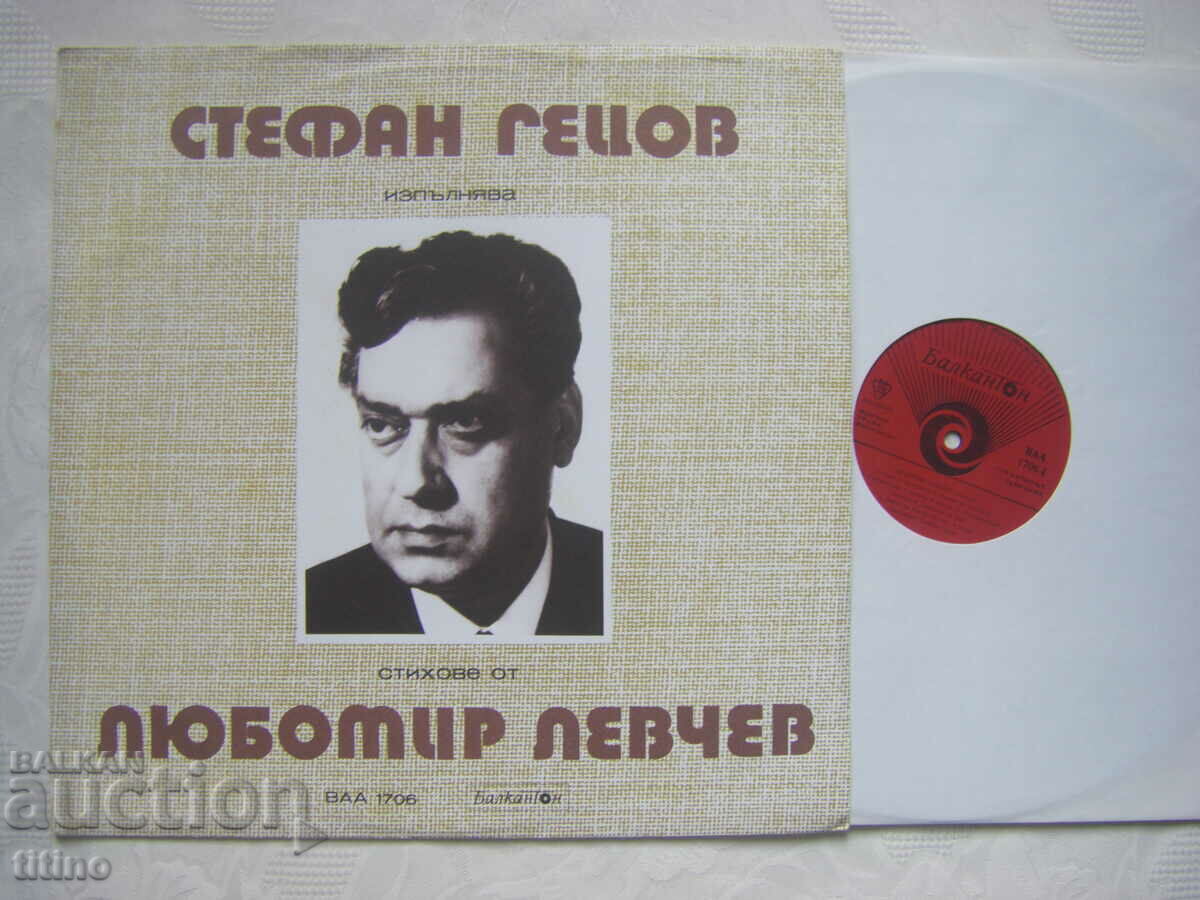 СТЕФАН ГЕЦОВ
изпълнява
стихове от
ЛЮБОМИР ЛЕВЧЕВ
ВАА 1706
Балкантон
Балкантон
ВАА
1706
BALKAN
auction
titino